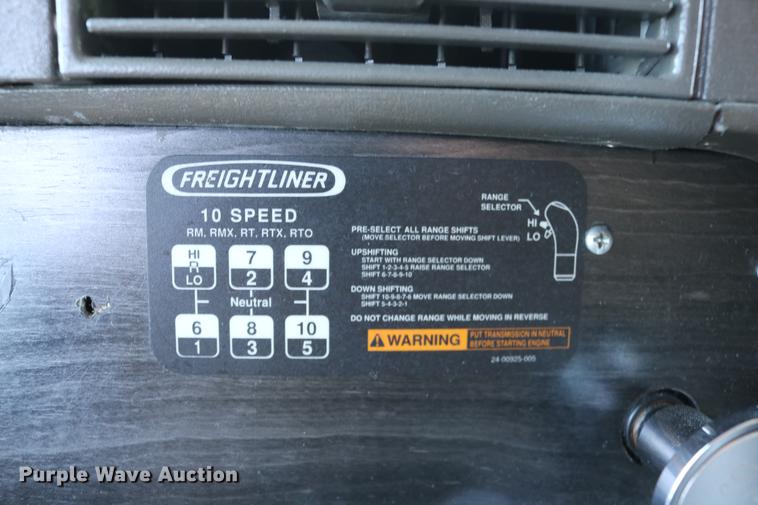 FREIGHTLINER
10 SPEED
RM, RMX, RT, RTX, RTO
HI
R
LO
7
2
9
4
Neutral
6
1
8
3
10
5
RANGE
SELECTOR
HI
LO
PRE-SELECT ALL RANGE SHIFTS
(MOVE SELECTOR BEFORE MOVING SHIFT LEVER)
UPSHIFTING
START WITH RANGE SELECTOR DOWN
SHIFT 1-2-3-4-5 RAISE RANGE SELECTOR
SHIFT 6-7-8-9-10
DOWN SHIFTING
SHIFT 10-9-8-7-6 MOVE RANGE SELECTOR DOWN
SHIFT 5-4-3-2-1
DO NOT CHANGE RANGE WHILE MOVING IN REVERSE
WARNING
PUT TRANSMISSION IN NEUTRAL
BEFORE STARTING ENGINE
24-00925-005
Purple Wave Auction